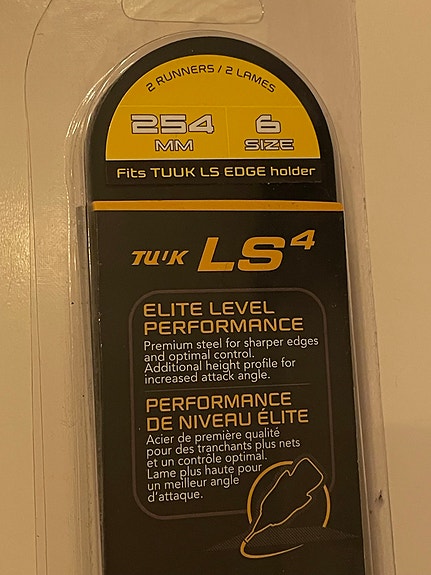 2 RUNNERS / 2 LAMES
254 6
MM SIZE
Fits TUUK LS EDGE holder
TUUK LS4
ELITE LEVEL
PERFORMANCE
Premium steel for sharper edges
and optimal control.
Additional height profile for
increased attack angle.
PERFORMANCE
DE NIVEAU ÉLITE
Acier de première qualité
pour des tranchants plus nets
et un contrôle optimal.
Lame plus haute pour
un meilleur angle
d'attaque.